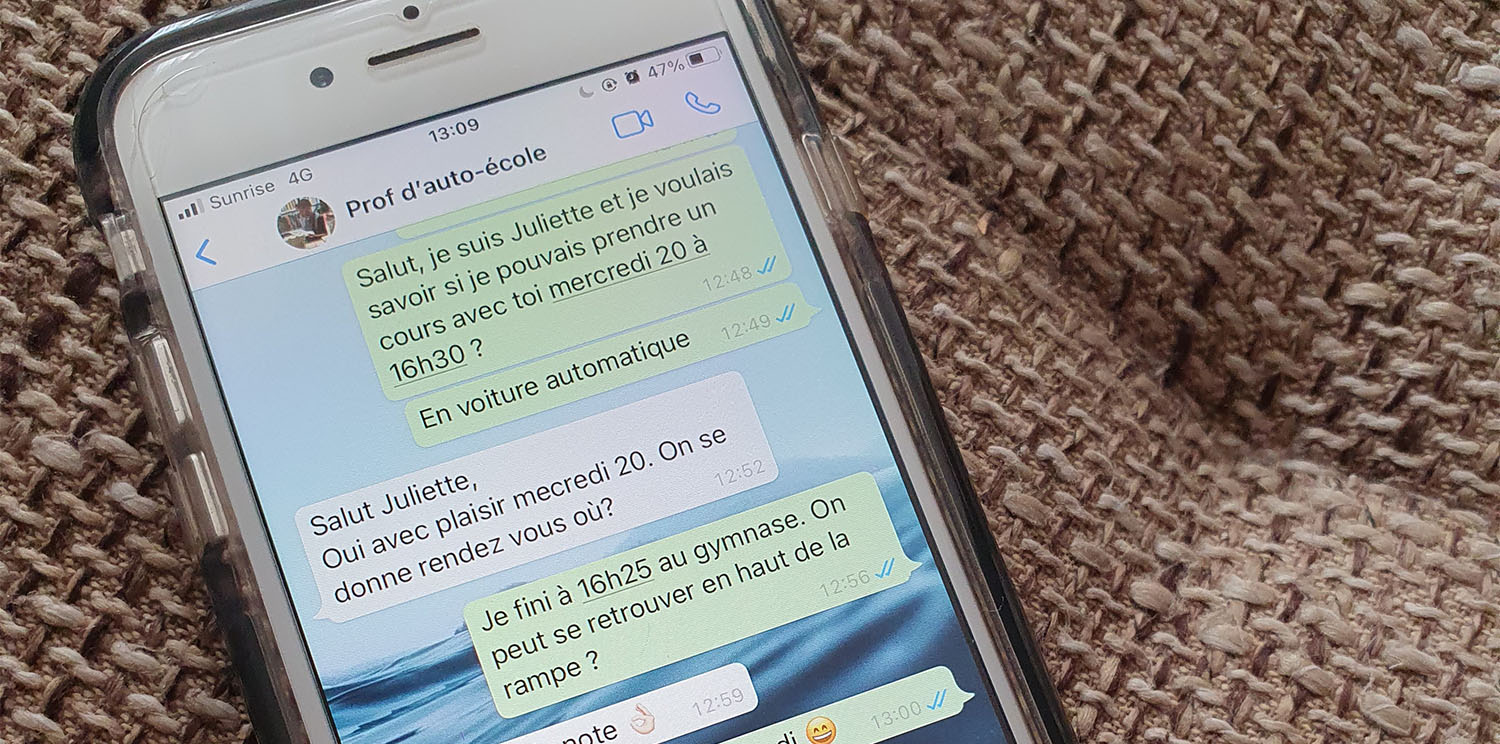 Sunrise 4G
13:09
47%
Prof d'auto-école
Salut, je suis Juliette et je voulais
savoir si je pouvais prendre un
cours avec toi mercredi 20 à
16h30 ?
12:48
En voiture automatique
12:49
Salut Juliette,
Oui avec plaisir mecredi 20. On se
donne rendez vous où?
12:52
Je fini à 16h25 au gymnase. On
peut se retrouver en haut de la
rampe ?
12:56
note 👌🏻
12:59
di 😄
13:00